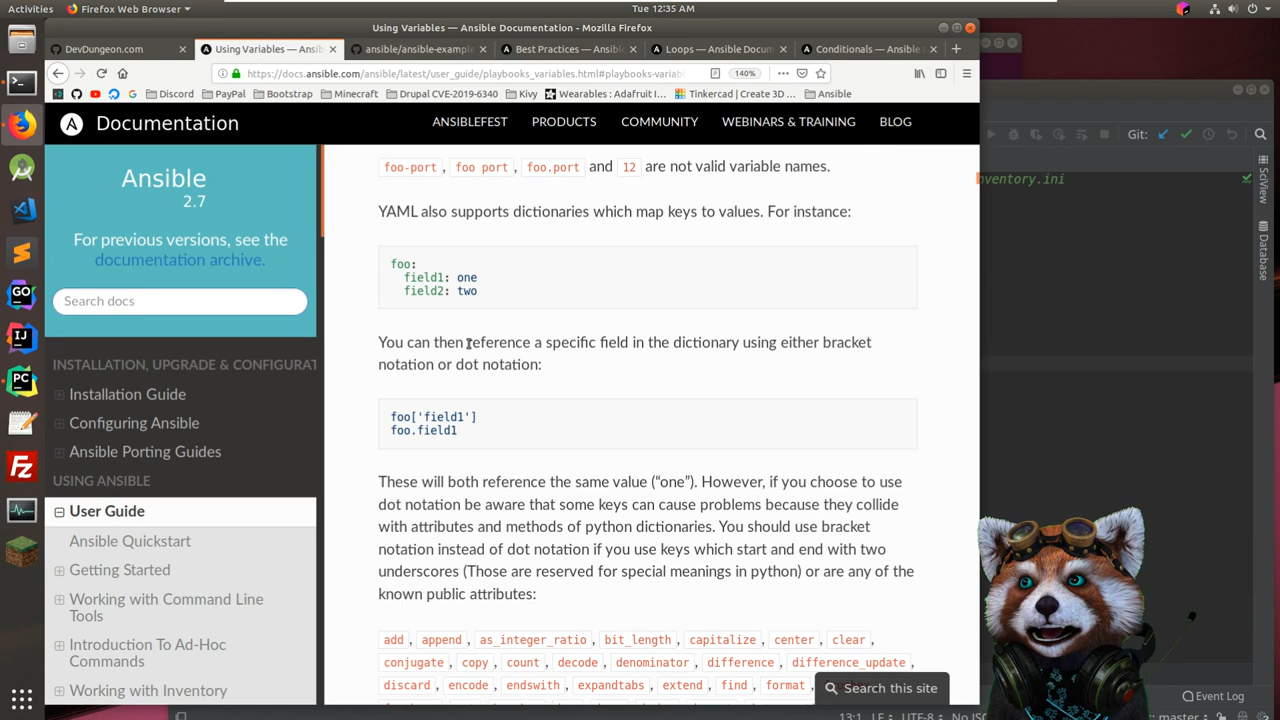 Activities
Firefox Web Browser
Tue 12:35 AM
Using Variables — Ansible Documentation - Mozilla Firefox
DevDungeon.com
Using Variables — Ansib
ansible/ansible-example
Best Practices — Ansible
Loops — Ansible Docum
Conditionals — Ansible
https://docs.ansible.com/ansible/latest/user_guide/playbooks_variables.html#playbooks-variab
140%
Discord
PayPal
Bootstrap
Minecraft
Drupal CVE-2019-6340
Kivy
Wearables : Adafruit I...
Tinkercad | Create 3D ...
Ansible
Documentation
ANSIBLEFEST
PRODUCTS
COMMUNITY
WEBINARS & TRAINING
BLOG
Git:
nventory.ini
SciView
Database
Ansible
2.7
For previous versions, see the
documentation archive.
Search docs
INSTALLATION, UPGRADE & CONFIGURAT
Installation Guide
Configuring Ansible
Ansible Porting Guides
USING ANSIBLE
User Guide
Ansible Quickstart
Getting Started
Working with Command Line
Tools
Introduction To Ad-Hoc
Commands
Working with Inventory
foo-port , foo port , foo.port and 12 are not valid variable names.
YAML also supports dictionaries which map keys to values. For instance:
foo:
field1: one
field2: two
You can then reference a specific field in the dictionary using either bracket
notation or dot notation:
foo['field1']
foo.field1
These will both reference the same value (“one”). However, if you choose to use
dot notation be aware that some keys can cause problems because they collide
with attributes and methods of python dictionaries. You should use bracket
notation instead of dot notation if you use keys which start and end with two
underscores (Those are reserved for special meanings in python) or are any of the
known public attributes:
add , append , as_integer_ratio , bit_length , capitalize , center , clear ,
conjugate , copy , count , decode , denominator , difference , difference_update ,
discard , encode , endswith , expandtabs , extend , find , format ,
Search this site
Event Log
13:1
LF
UTF-8
master